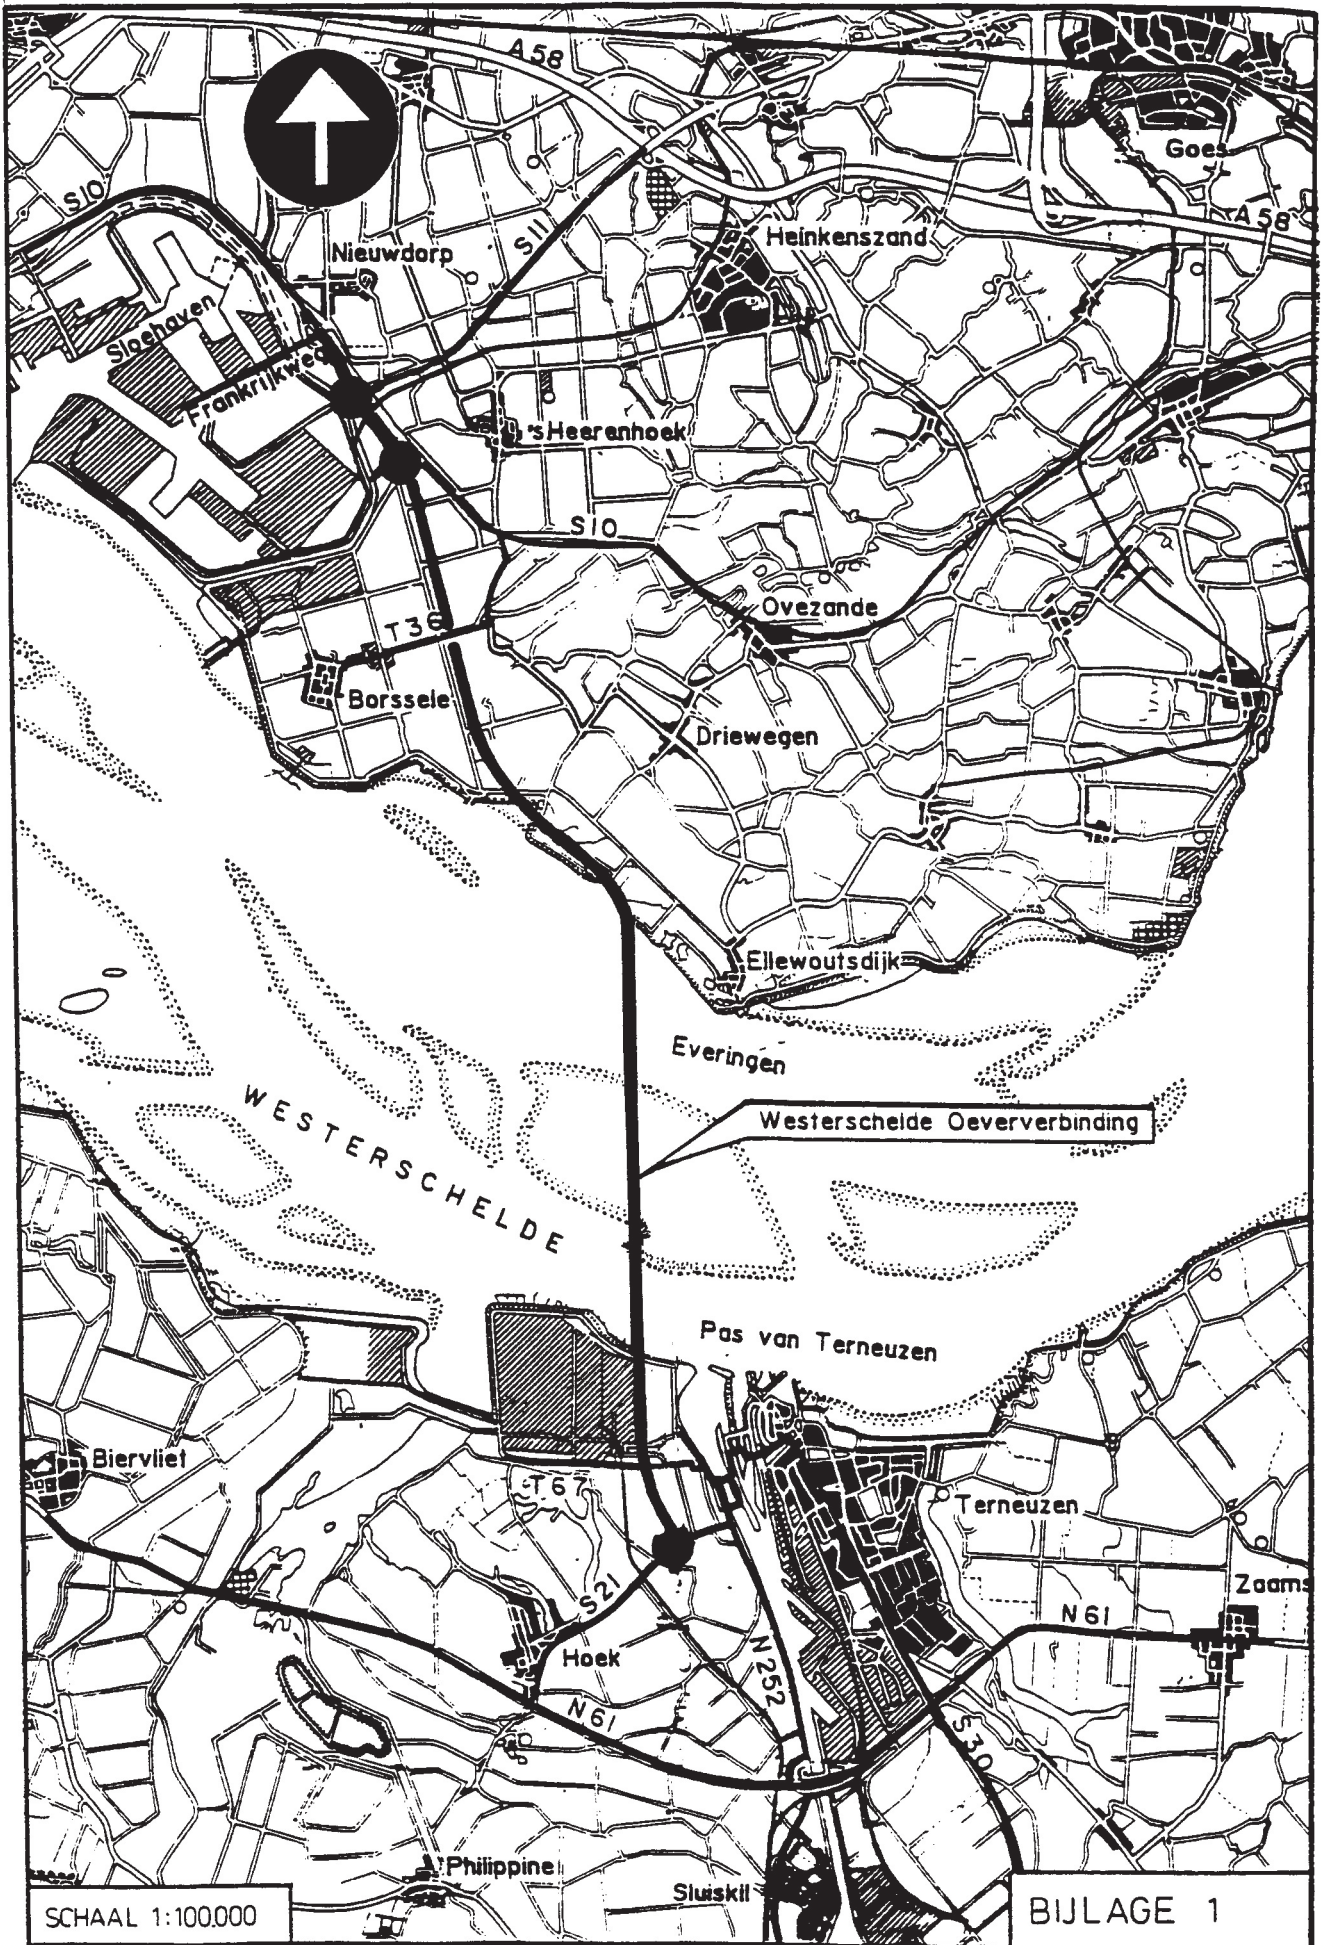 A58
Goes
S10
A58
S11
Heinkenszand
Nieuwdorp
Sloehaven
Frankrijkweg
'sHeerenhoek
S10
Ovezande
T36
Borssele
Driewegen
Ellewoutsdijk
Everingen
Westerschelde Oeververbinding
WESTERSCHELDE
Pas van Terneuzen
Biervliet
T67
Terneuzen
Zaams
S21
N61
Hoek
N252
N61
S30
Philippine
Sluiskil
SCHAAL 1:100.000
BIJLAGE 1